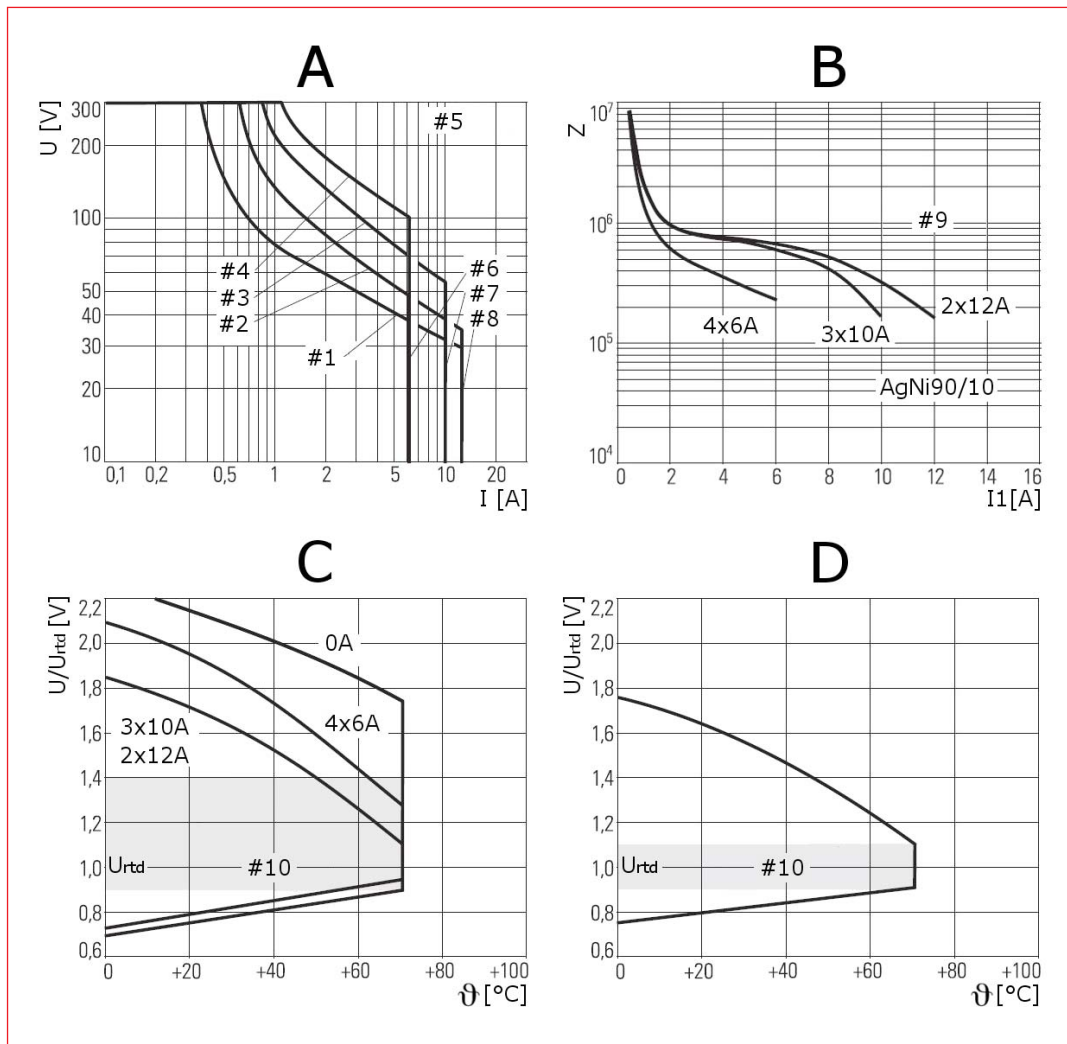 A
U [V]
300
200
100
50
40
30
20
10
0,1 0,2 0,5 1 2 5 10 20
I [A]
#5
#4
#3
#2
#1
#6
#7
#8
B
Z
10⁷
10⁶
10⁵
10⁴
0 2 4 6 8 10 12 14 16
I1[A]
#9
4x6A
3x10A
2x12A
AgNi90/10
C
U/Urtd [V]
2,2
2,0
1,8
1,6
1,4
1,2
1,0
0,8
0,6
0 +20 +40 +60 +80 +100
ϑ [°C]
0A
4x6A
3x10A
2x12A
Urtd
#10
D
U/Urtd [V]
2,2
2,0
1,8
1,6
1,4
1,2
1,0
0,8
0,6
0 +20 +40 +60 +80 +100
ϑ [°C]
Urtd
#10